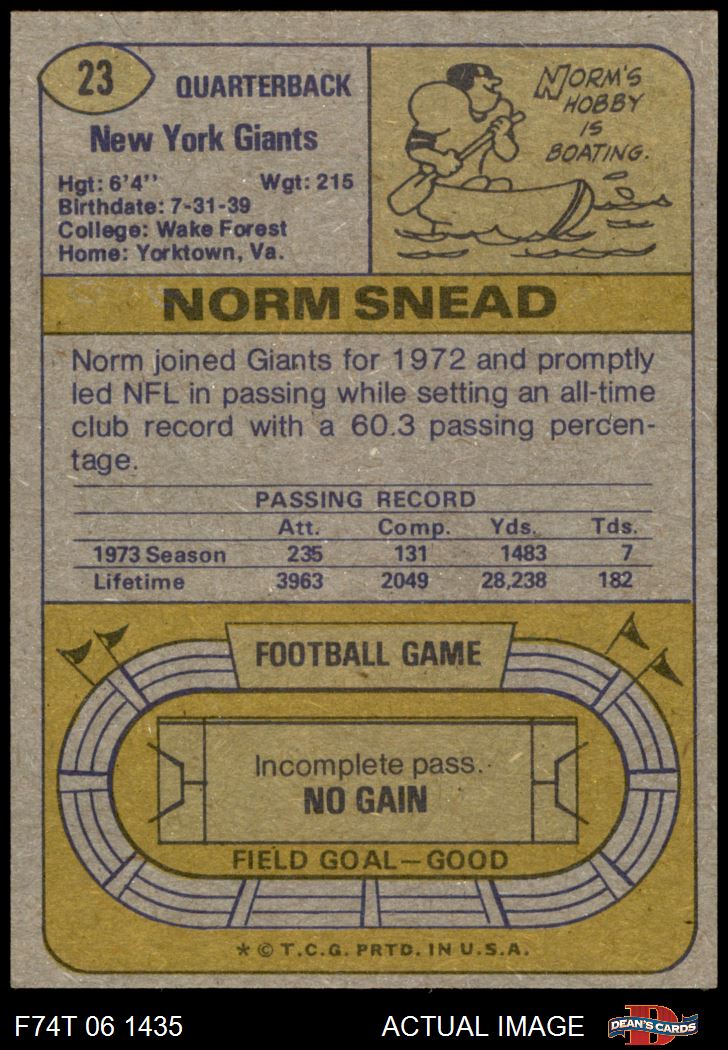 23
QUARTERBACK
New York Giants
Hgt: 6'4'' Wgt: 215
Birthdate: 7-31-39
College: Wake Forest
Home: Yorktown, Va.
NORM'S
HOBBY
IS
BOATING.
NORM SNEAD
Norm joined Giants for 1972 and promptly
led NFL in passing while setting an all-time
club record with a 60.3 passing percen-
tage.
PASSING RECORD
Att. Comp. Yds. Tds.
1973 Season 235 131 1483 7
Lifetime 3963 2049 28,238 182
FOOTBALL GAME
Incomplete pass.
NO GAIN
FIELD GOAL—GOOD
* © T.C.G. PRTD. IN U.S.A.
F74T 06 1435 ACTUAL IMAGE
D
DEAN'S CARDS